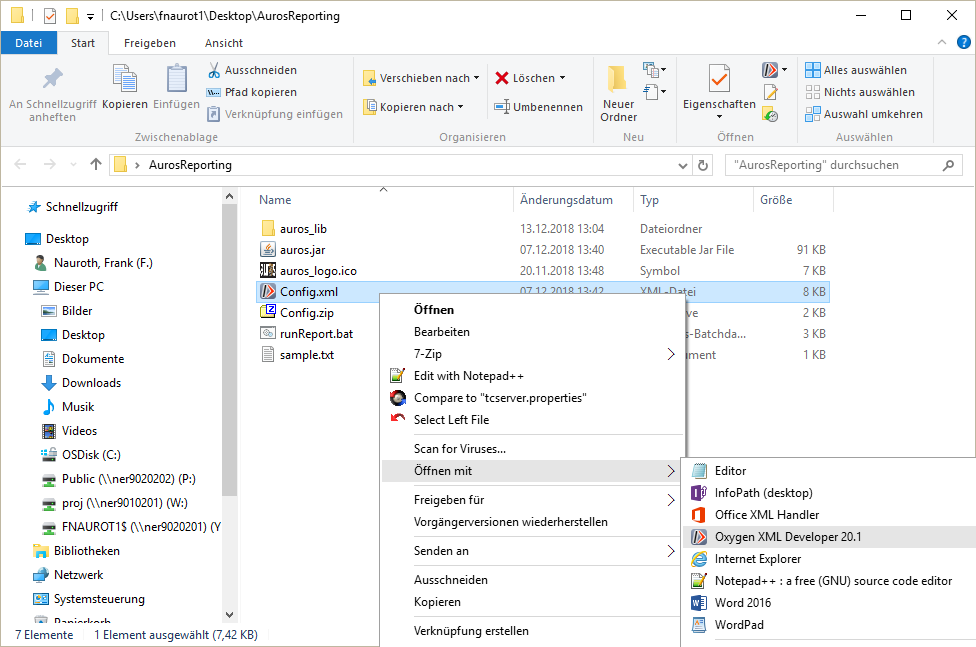 C:\Users\fnaurot1\Desktop\AurosReporting
Datei Start Freigeben Ansicht
An Schnellzugriff anheften
Kopieren
Einfügen
Ausschneiden
Pfad kopieren
Verknüpfung einfügen
Zwischenablage
Verschieben nach
Kopieren nach
Löschen
Umbenennen
Organisieren
Neuer Ordner
Neu
Eigenschaften
Öffnen
Alles auswählen
Nichts auswählen
Auswahl umkehren
Auswählen
AurosReporting
"AurosReporting" durchsuchen
Schnellzugriff
Desktop
Nauroth, Frank (F.)
Dieser PC
Bilder
Desktop
Dokumente
Downloads
Musik
Videos
OSDisk (C:)
Public (\\ner9020202) (P:)
proj (\\ner9010201) (W:)
FNAUROT1$ (\\ner9020201) (Y
Bibliotheken
Netzwerk
Systemsteuerung
Papierkorb
Name Änderungsdatum Typ Größe
auros_lib 13.12.2018 13:04 Dateiordner
auros.jar 07.12.2018 13:40 Executable Jar File 91 KB
auros_logo.ico 20.11.2018 13:48 Symbol 7 KB
Config.xml 07.12.2018 13:42 XML-Datei 8 KB
Config.zip ve 2 KB
runReport.bat s-Batchda... 3 KB
sample.txt ment 1 KB
Öffnen
Bearbeiten
7-Zip
Edit with Notepad++
Compare to "tcserver.properties"
Select Left File
Scan for Viruses...
Öffnen mit
Freigeben für
Vorgängerversionen wiederherstellen
Senden an
Ausschneiden
Kopieren
Verknüpfung erstellen
Editor
InfoPath (desktop)
Office XML Handler
Oxygen XML Developer 20.1
Internet Explorer
Notepad++ : a free (GNU) source code editor
Word 2016
WordPad
7 Elemente 1 Element ausgewählt (7,42 KB)